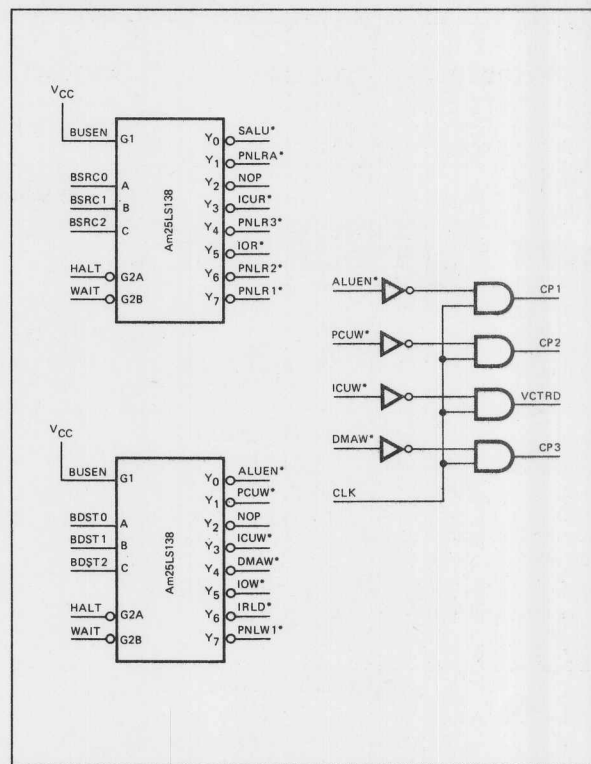 VCC
BUSEN G1 Y0 SALU*
Y1 PNLRA*
BSRC0 A Y2 NOP
BSRC1 B Y3 ICUR*
BSRC2 C Y4 PNLR3*
Y5 IOR*
HALT G2A Y6 PNLR2*
WAIT G2B Y7 PNLR1*
Am25LS138
ALUEN* CP1
PCUW* CP2
ICUW* VCTRD
DMAW* CP3
CLK
VCC
BUSEN G1 Y0 ALUEN*
Y1 PCUW*
BDST0 A Y2 NOP
BDST1 B Y3 ICUW*
BDST2 C Y4 DMAW*
Y5 IOW*
HALT G2A Y6 IRLD*
WAIT G2B Y7 PNLW1*
Am25LS138